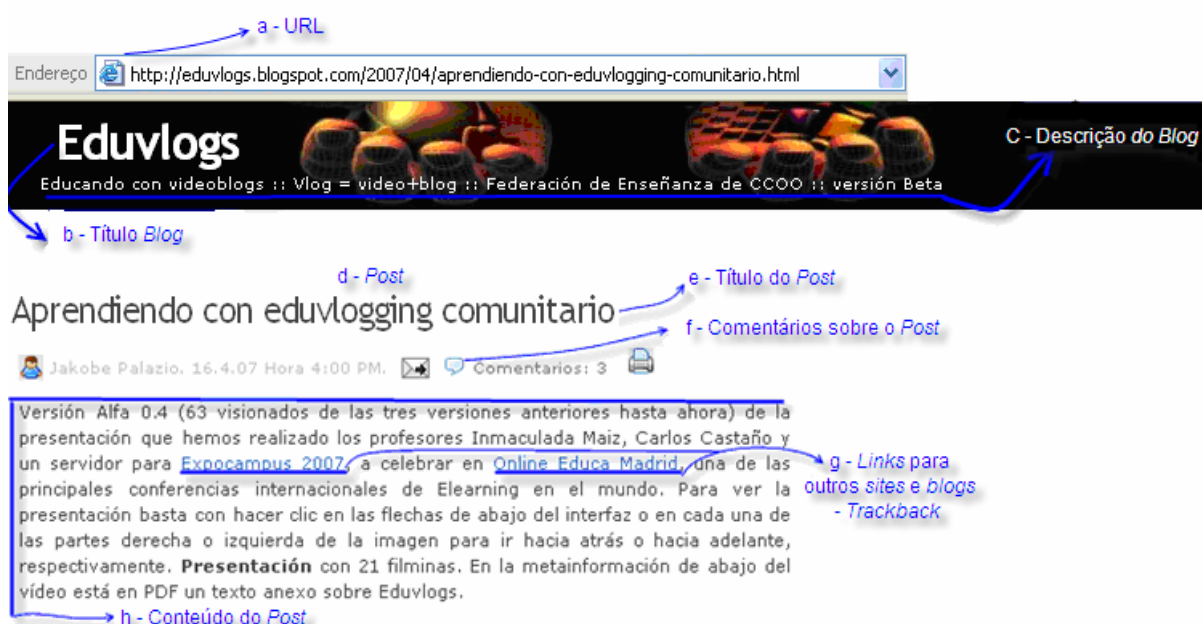 a - URL
Endereço http://eduvlogs.blogspot.com/2007/04/aprendiendo-con-eduvlogging-comunitario.html
Eduvlogs
C - Descrição do Blog
Educando con videoblogs :: Vlog = video+blog :: Federación de Enseñanza de CCOO :: versión Beta
b - Título Blog
d - Post
e - Título do Post
Aprendiendo con eduvlogging comunitario
f - Comentários sobre o Post
Jakobe Palazio. 16.4.07 Hora 4:00 PM. Comentarios: 3
Versión Alfa 0.4 (63 visionados de las tres versiones anteriores hasta ahora) de la
presentación que hemos realizado los profesores Inmaculada Maiz, Carlos Castaño y
un servidor para Expocampus 2007, a celebrar en Online Educa Madrid, una de las
principales conferencias internacionales de Elearning en el mundo. Para ver la
presentación basta con hacer clic en las flechas de abajo del interfaz o en cada una de
las partes derecha o izquierda de la imagen para ir hacia atrás o hacia adelante,
respectivamente. Presentación con 21 filminas. En la metainformación de abajo del
vídeo está en PDF un texto anexo sobre Eduvlogs.
g - Links para
outros sites e blogs
- Trackback
h - Conteúdo do Post